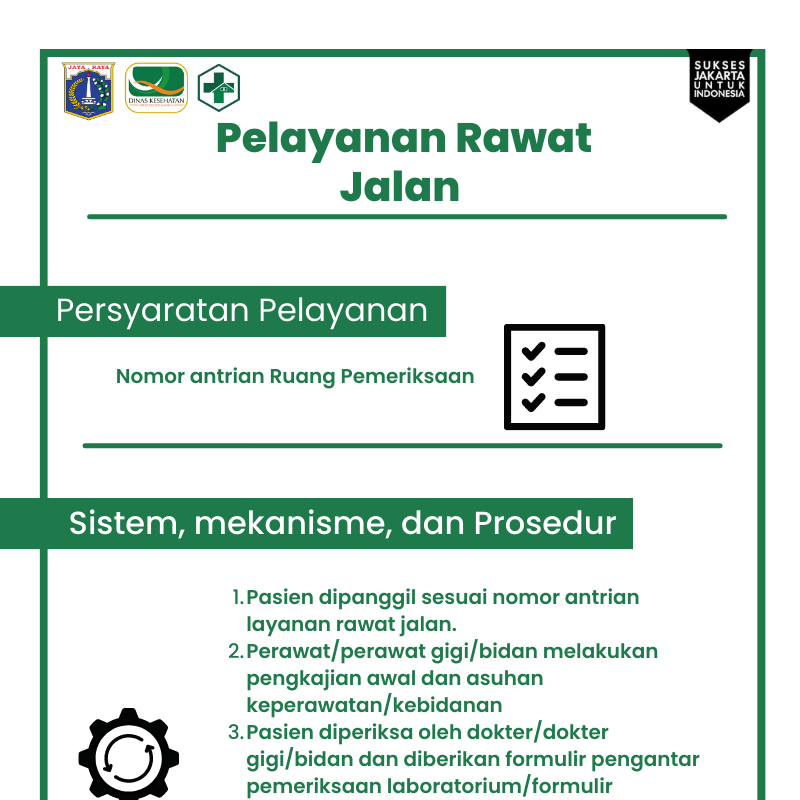 JAYA RAYA
DINAS KESEHATAN
SUKSES
JAKARTA
UNTUK
INDONESIA
Pelayanan Rawat
Jalan
Persyaratan Pelayanan
Nomor antrian Ruang Pemeriksaan
Sistem, mekanisme, dan Prosedur
1. Pasien dipanggil sesuai nomor antrian
layanan rawat jalan.
2. Perawat/perawat gigi/bidan melakukan
pengkajian awal dan asuhan
keperawatan/kebidanan
3. Pasien diperiksa oleh dokter/dokter
gigi/bidan dan diberikan formulir pengantar
pemeriksaan laboratorium/formulir